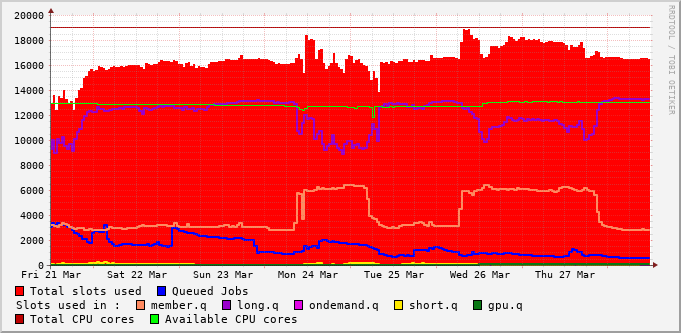 20000
18000
16000
14000
12000
10000
8000
6000
4000
2000
0
Fri 21 Mar Sat 22 Mar Sun 23 Mar Mon 24 Mar Tue 25 Mar Wed 26 Mar Thu 27 Mar
Total slots used Queued Jobs
Slots used in : member.q long.q ondemand.q short.q gpu.q
Total CPU cores Available CPU cores
RRDTOOL / TOBI OETIKER